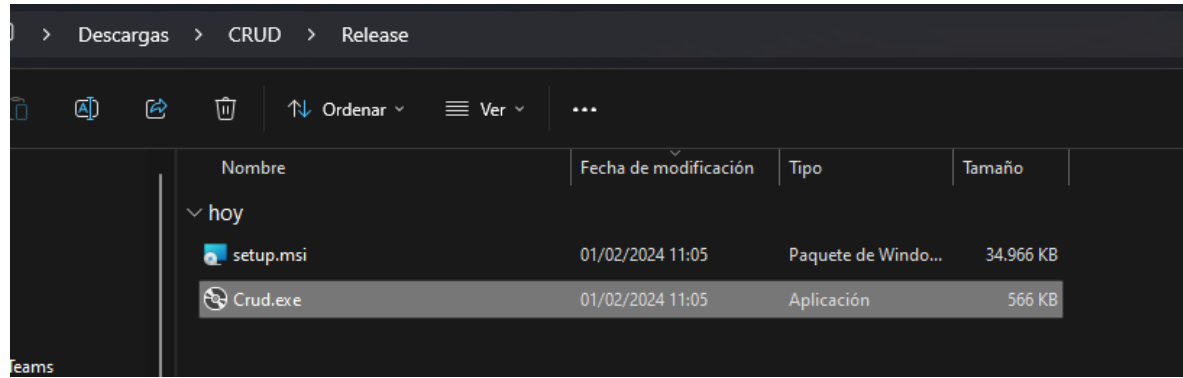 > Descargas > CRUD > Release
Ordenar Ver ...
Nombre Fecha de modificación Tipo Tamaño
hoy
setup.msi 01/02/2024 11:05 Paquete de Windo... 34.966 KB
Crud.exe 01/02/2024 11:05 Aplicación 566 KB
Teams